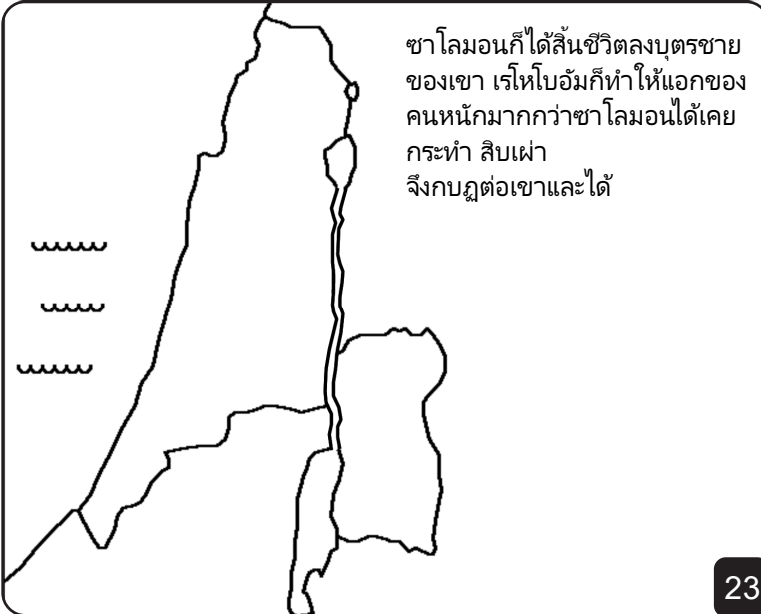 ซาโลมอนก็ได้สิ้นชีวิตลงบุตรชาย
ของเขา เรโหโบอัมก็ทำให้แอกของ
คนหนักมากกว่าซาโลมอนได้เคย
กระทำ สิบเผ่า
จึงกบฏต่อเขาและได้
23